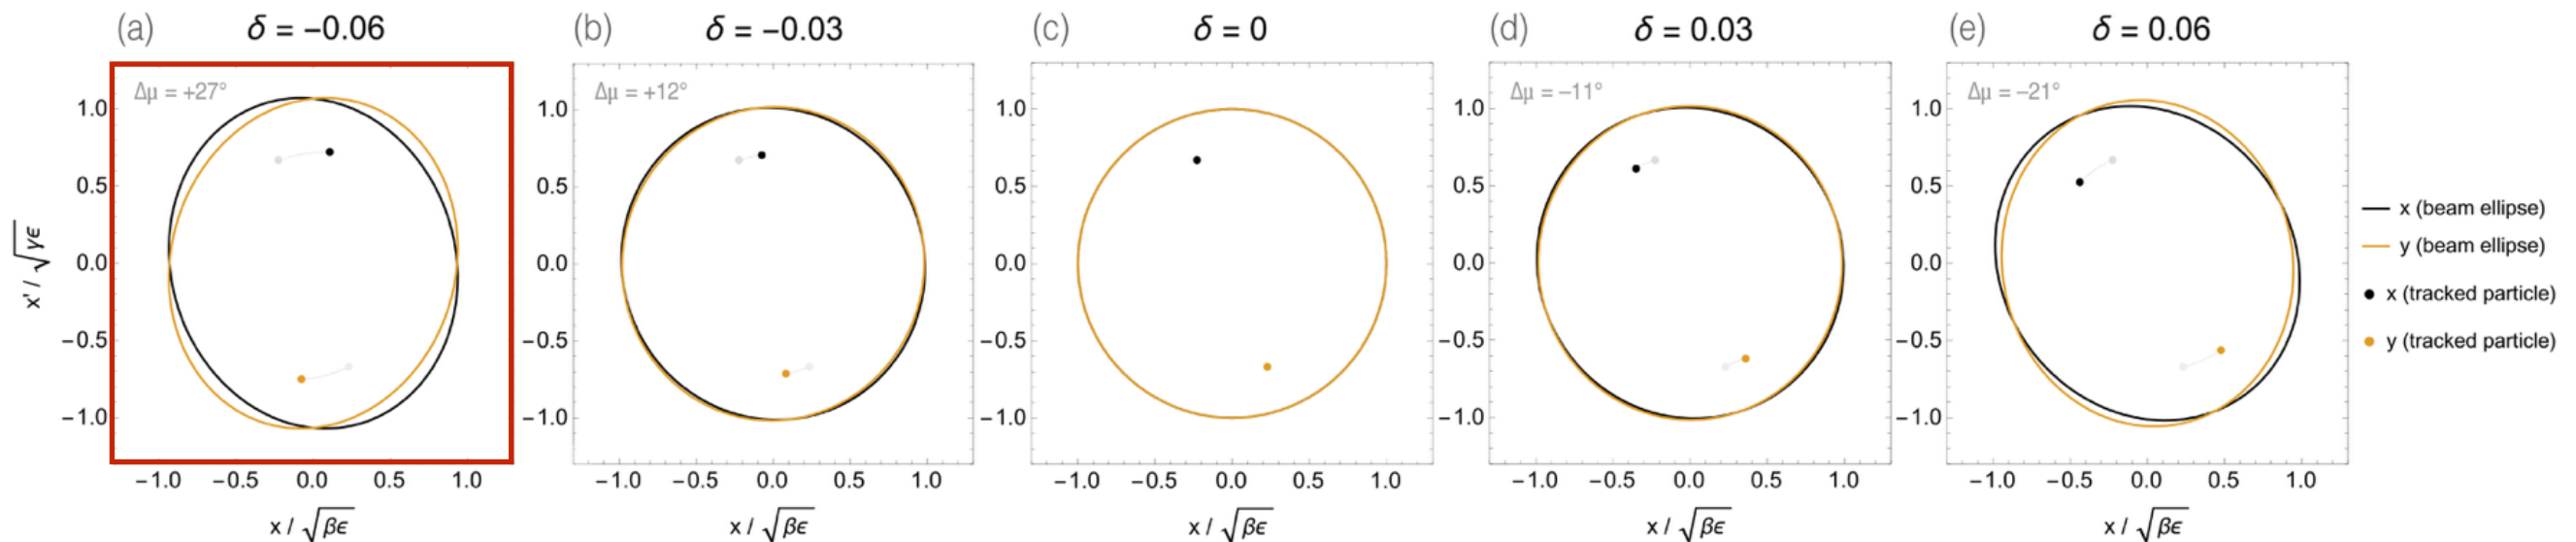 (a) δ = −0.06 (b) δ = −0.03 (c) δ = 0 (d) δ = 0.03 (e) δ = 0.06
Δμ = +27° Δμ = +12° Δμ = −11° Δμ = −21°
1.0 1.0 1.0 1.0 1.0
0.5 0.5 0.5 0.5 0.5
x (beam ellipse)
x' / √γϵ 0.0 0.0 0.0 0.0 0.0 y (beam ellipse)
x (tracked particle)
−0.5 −0.5 −0.5 −0.5 −0.5 y (tracked particle)
−1.0 −1.0 −1.0 −1.0 −1.0
−1.0 −0.5 0.0 0.5 1.0 −1.0 −0.5 0.0 0.5 1.0 −1.0 −0.5 0.0 0.5 1.0 −1.0 −0.5 0.0 0.5 1.0 −1.0 −0.5 0.0 0.5 1.0
x / √βϵ x / √βϵ x / √βϵ x / √βϵ x / √βϵ